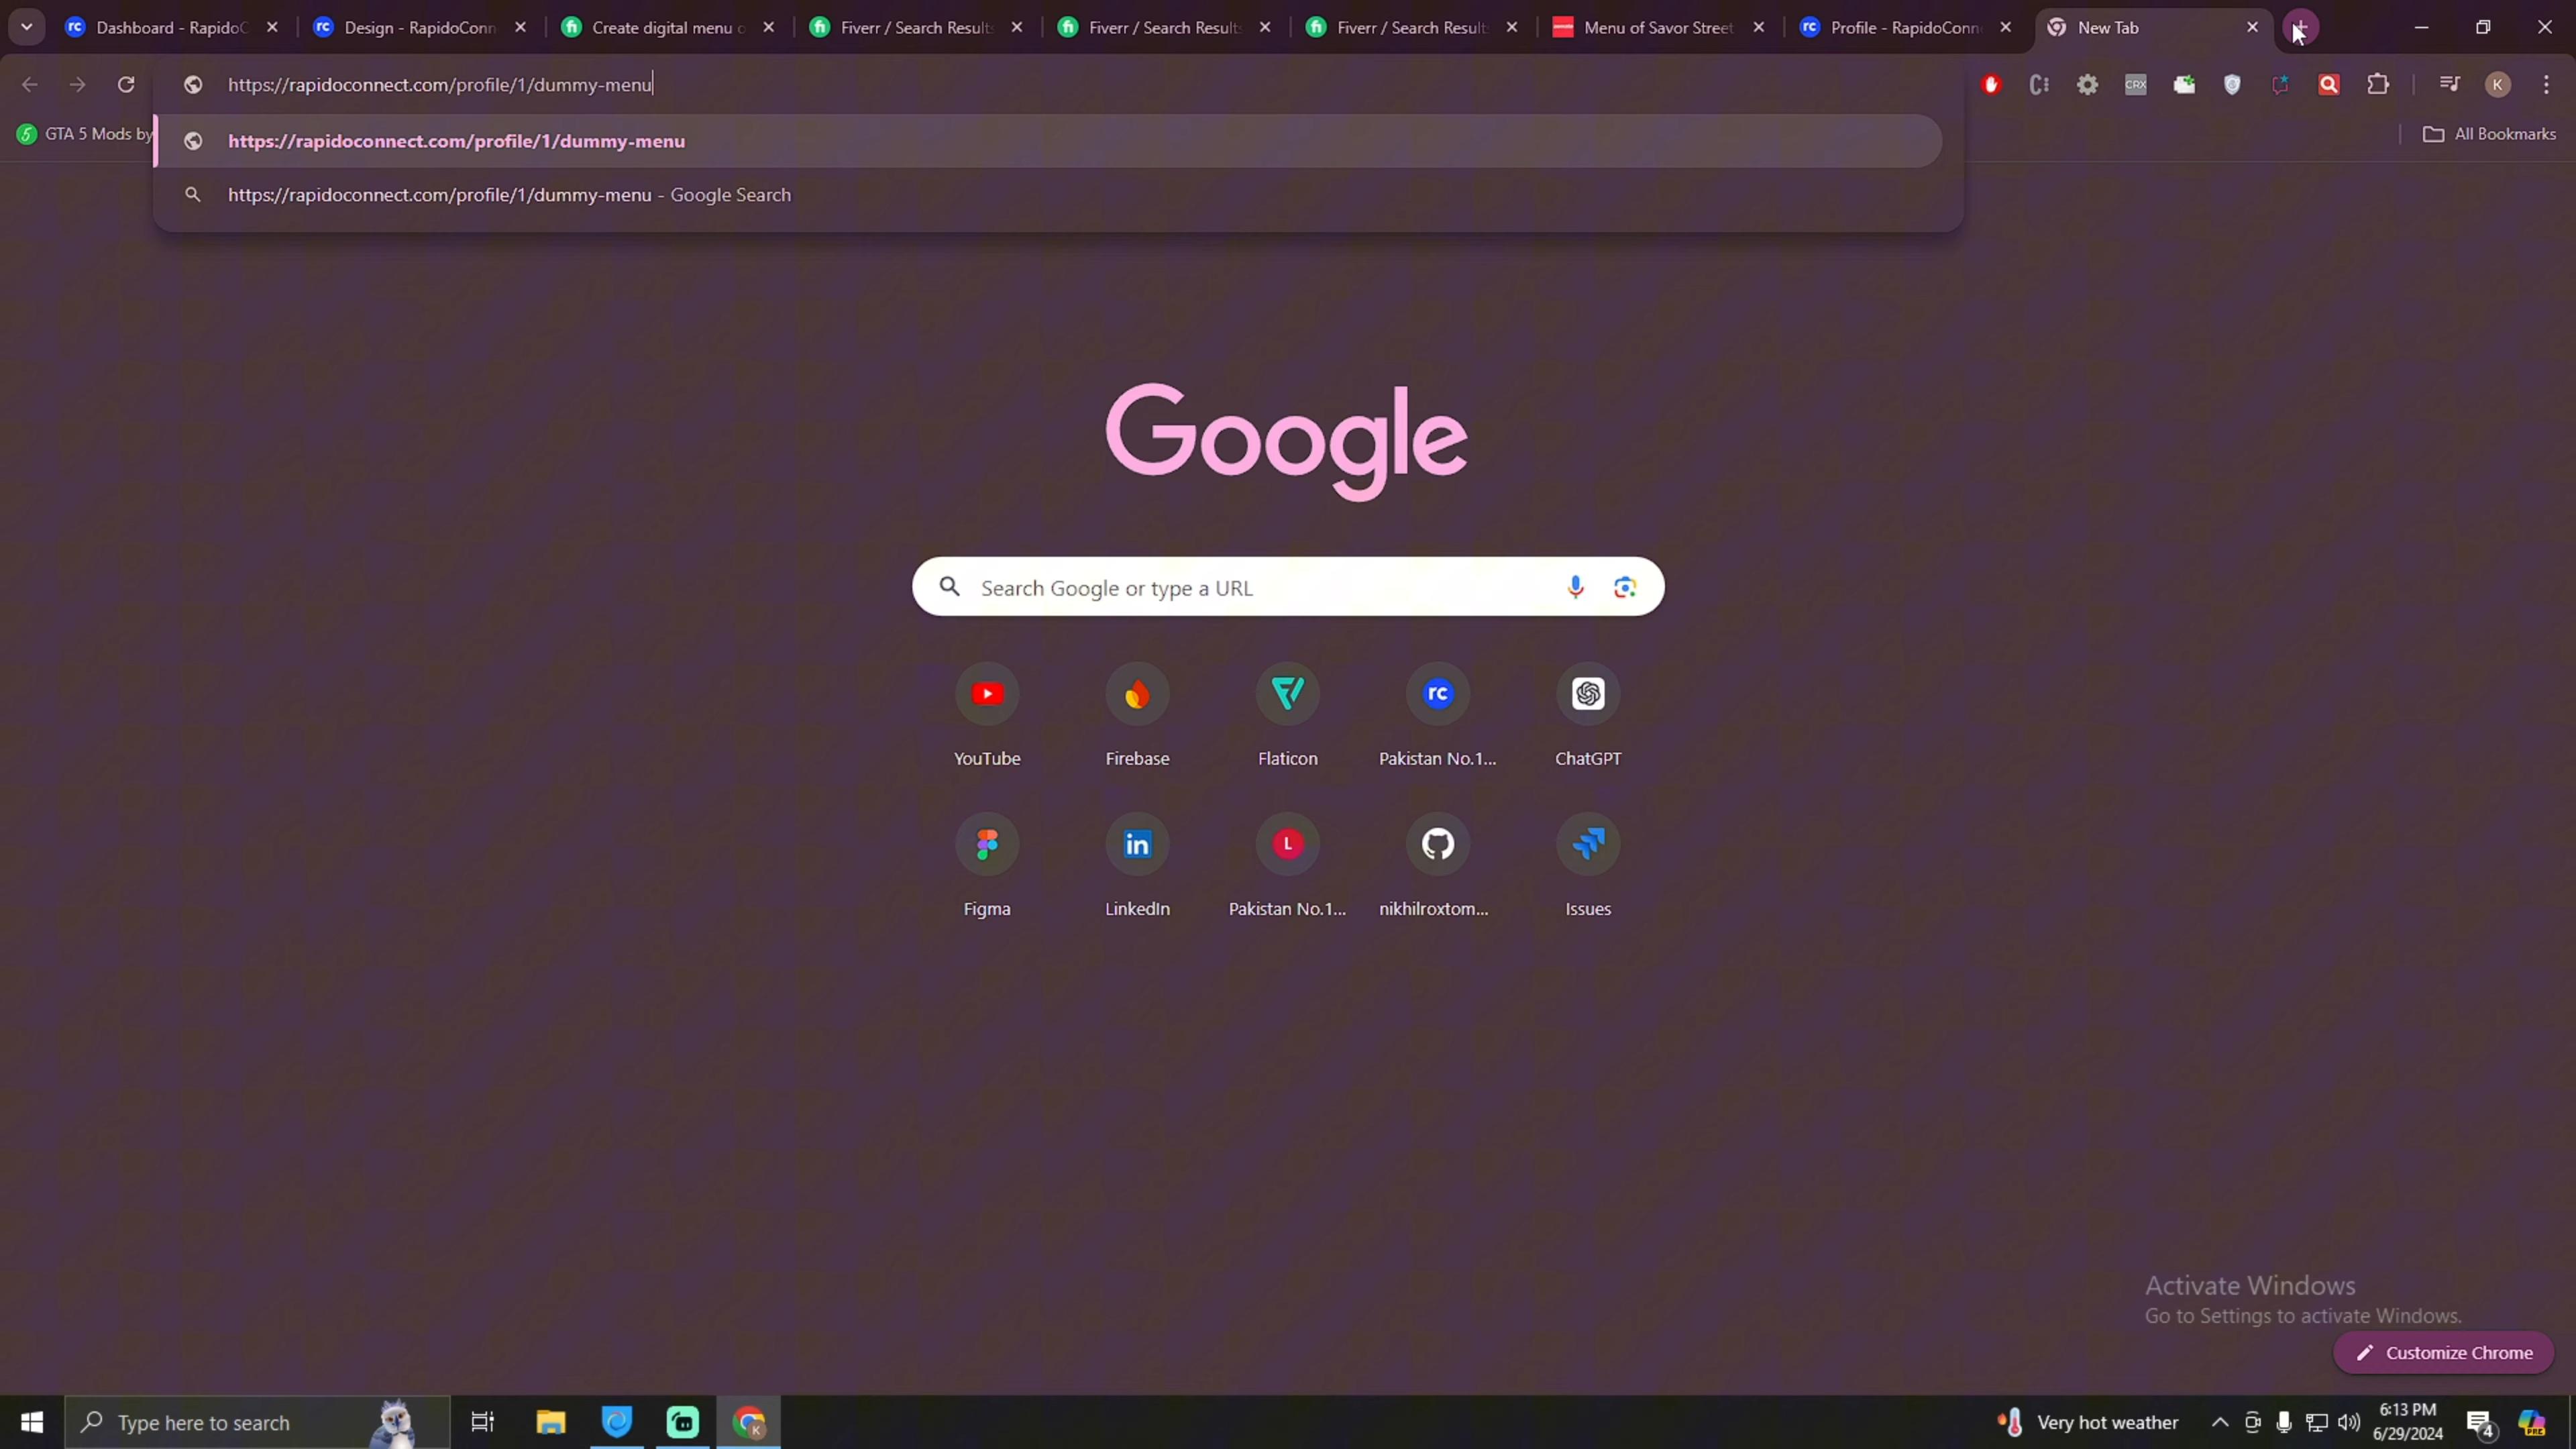 Dashboard - RapidoC
Design - RapidoConn
Create digital menu o
Fiverr / Search Results
Fiverr / Search Results
Fiverr / Search Results
Menu of Savor Street
Profile - RapidoConne
New Tab
https://rapidoconnect.com/profile/1/dummy-menu
CRX
K
GTA 5 Mods by
https://rapidoconnect.com/profile/1/dummy-menu
All Bookmarks
https://rapidoconnect.com/profile/1/dummy-menu - Google Search
Google
Search Google or type a URL
YouTube
Firebase
Flaticon
Pakistan No.1...
ChatGPT
Figma
LinkedIn
Pakistan No.1...
nikhilroxtom...
Issues
Activate Windows
Go to Settings to activate Windows.
Customize Chrome
Type here to search
Very hot weather
6:13 PM
6/29/2024
4